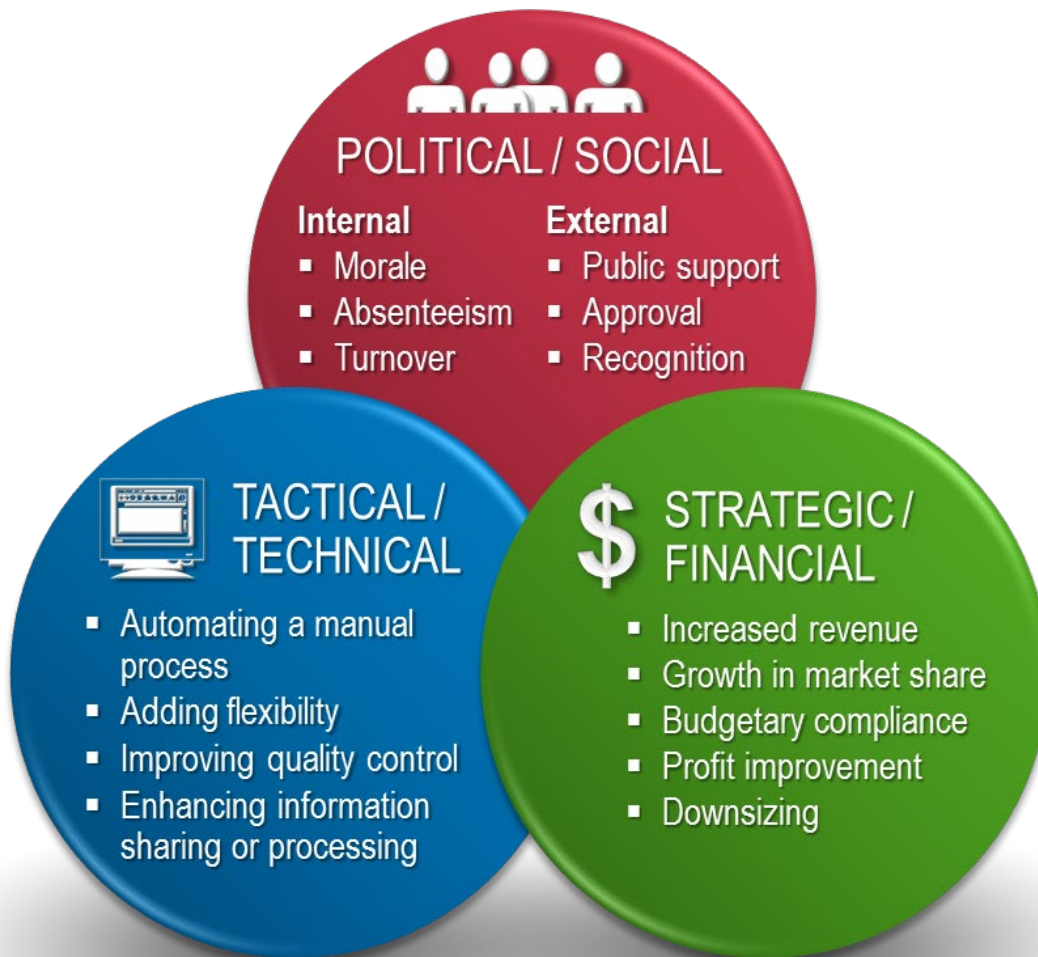 POLITICAL / SOCIAL
Internal
▪ Morale
▪ Absenteeism
▪ Turnover
External
▪ Public support
▪ Approval
▪ Recognition
TACTICAL /
TECHNICAL
▪ Automating a manual
process
▪ Adding flexibility
▪ Improving quality control
▪ Enhancing information
sharing or processing
$
STRATEGIC /
FINANCIAL
▪ Increased revenue
▪ Growth in market share
▪ Budgetary compliance
▪ Profit improvement
▪ Downsizing